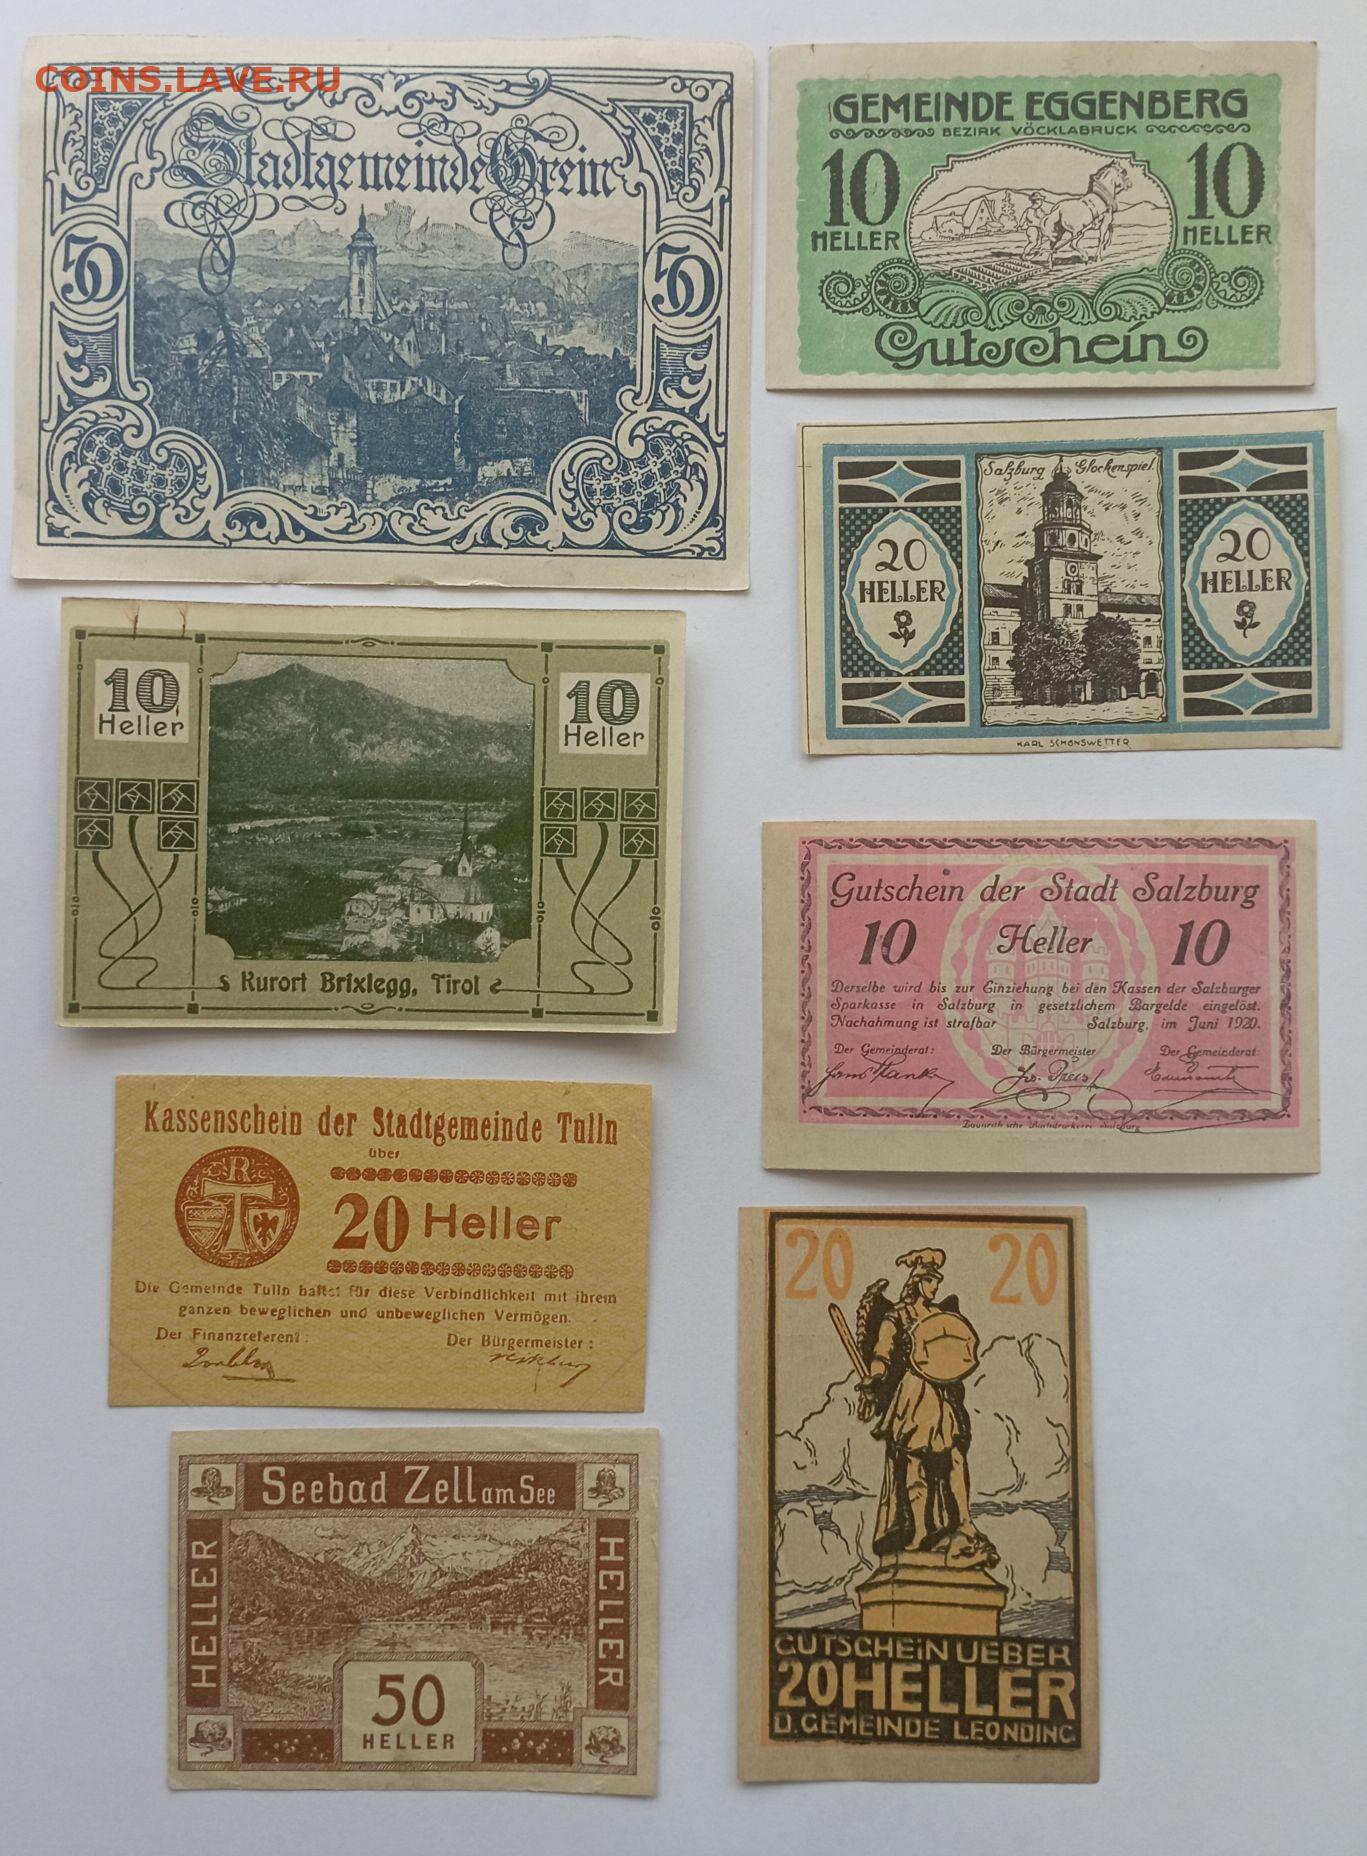 COINS.LAVE.RU
Stadtgemeinde Grein
50 50
GEMEINDE EGGENBERG
BEZIRK VÖCKLABRUCK
10 10
HELLER HELLER
Gutschein
Salzburg Glockenspiel
20 20
HELLER HELLER
KARL SCHÖNSWETTER
10 10
Heller Heller
Kurort Brixlegg, Tirol
Gutschein der Stadt Salzburg
10 Heller 10
Derselbe wird bis zur Einziehung bei den Kassen der Salzburger
Sparkasse in Salzburg in gesetzlichem Bargelde eingelöst.
Nachahmung ist strafbar Salzburg, im Juni 1920.
Der Gemeinderat: Der Bürgermeister Der Gemeinderat:
Kassenschein der Stadtgemeinde Tulln
über
R
T
20 Heller
Die Gemeinde Tulln haftet für diese Verbindlichkeit mit ihrem
ganzen beweglichen und unbeweglichen Vermögen.
Der Finanzreferent: Der Bürgermeister:
Seebad Zell am See
HELLER HELLER
50
HELLER
20 20
GUTSCHEIN UEBER
20 HELLER
D. GEMEINDE LEONDING